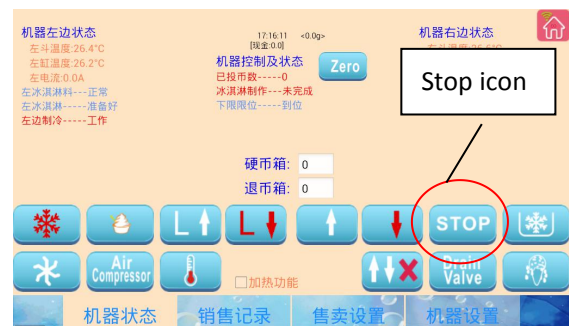 机器左边状态
左斗温度:26.4°C
左缸温度:26.2°C
左电流:0.0A
左冰淇淋料---正常
左冰淇淋-----准备好
左边制冷-----工作
17:16:11 <0.0g>
[现金:0.0]
机器控制及状态
Zero
已投币数-----0
冰淇淋制作---未完成
下限限位-----到位
机器右边状态
Stop icon
硬币箱: 0
退币箱: 0
L
L
STOP
Air Compressor
加热功能
Drain Valve
机器状态
销售记录
售卖设置
机器设置